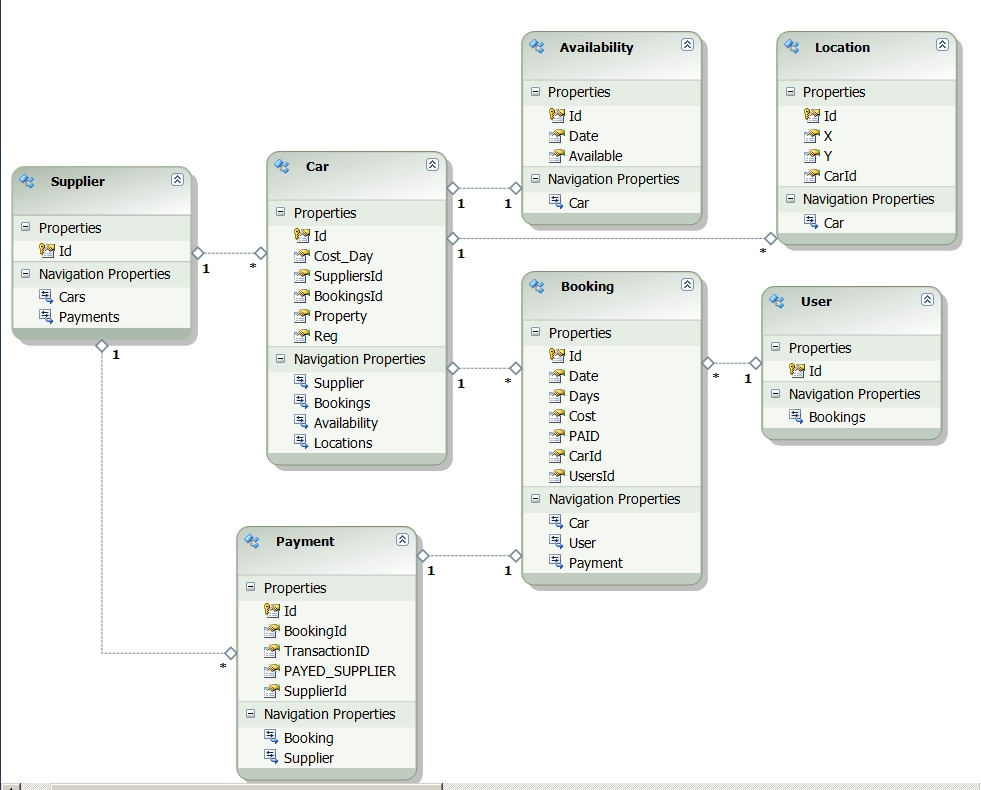 Supplier
Properties
Id
Navigation Properties
Cars
Payments
1
*
1
Car
Properties
Id
Cost_Day
SuppliersId
BookingsId
Property
Reg
Navigation Properties
Supplier
Bookings
Availability
Locations
1
1
1
*
1
*
Availability
Properties
Id
Date
Available
Navigation Properties
Car
Location
Properties
Id
X
Y
CarId
Navigation Properties
Car
Booking
Properties
Id
Date
Days
Cost
PAID
CarId
UsersId
Navigation Properties
Car
User
Payment
*
1
User
Properties
Id
Navigation Properties
Bookings
Payment
Properties
Id
BookingId
TransactionID
PAYED_SUPPLIER
SupplierId
Navigation Properties
Booking
Supplier
1
1
*